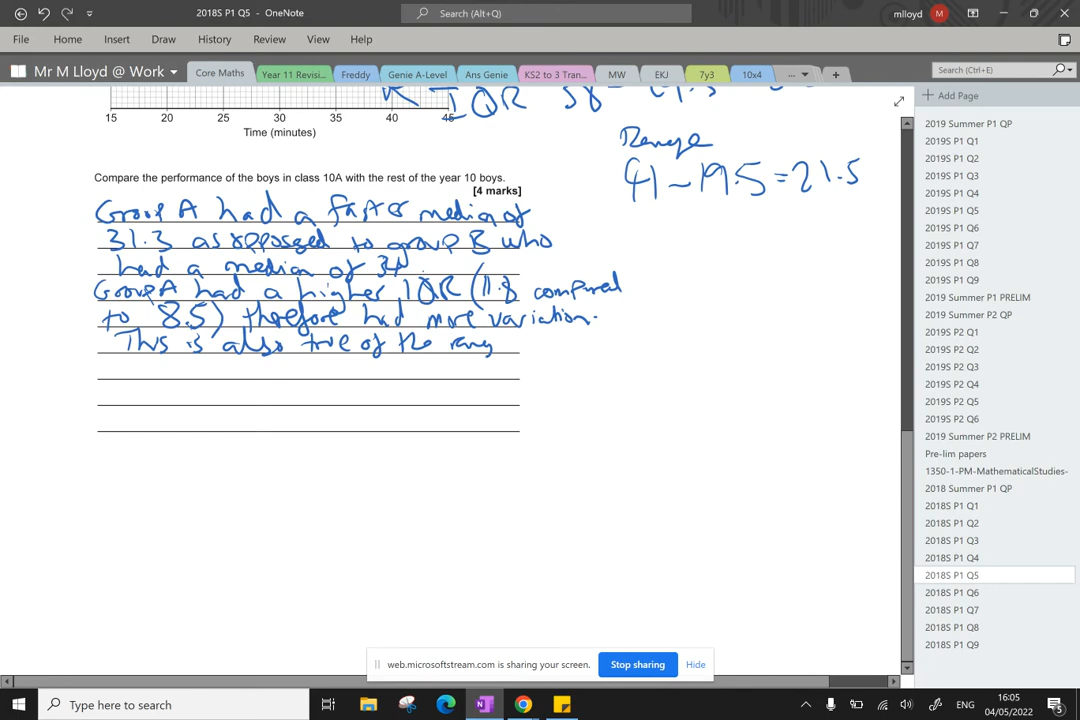 2018S P1 Q5 - OneNote
Search (Alt+Q)
mlloyd
M
File Home Insert Draw History Review View Help
Mr M Lloyd @ Work
Core Maths
Year 11 Revisi...
Freddy
Genie A-Level
Ans Genie
KS2 to 3 Tran...
MW
EKJ
7y3
10x4
...
Search (Ctrl+E)
Add Page
15 20 25 30 35 40 45
Time (minutes)
IQR
Range
41 - 19.5 = 21.5
Compare the performance of the boys in class 10A with the rest of the year 10 boys.
[4 marks]
Group A had a faster median of
31.3 as opposed to group B who
had a median of 34.
Group A had a higher IQR (11.8 compared
to 8.5) therefore had more variation.
This is also true of the rang
2019 Summer P1 QP
2019S P1 Q1
2019S P1 Q2
2019S P1 Q3
2019S P1 Q4
2019S P1 Q5
2019S P1 Q6
2019S P1 Q7
2019S P1 Q8
2019S P1 Q9
2019 Summer P1 PRELIM
2019 Summer P2 QP
2019S P2 Q1
2019S P2 Q2
2019S P2 Q3
2019S P2 Q4
2019S P2 Q5
2019S P2 Q6
2019 Summer P2 PRELIM
Pre-lim papers
1350-1-PM-MathematicalStudies-
2018 Summer P1 QP
2018S P1 Q1
2018S P1 Q2
2018S P1 Q3
2018S P1 Q4
2018S P1 Q5
2018S P1 Q6
2018S P1 Q7
2018S P1 Q8
2018S P1 Q9
web.microsoftstream.com is sharing your screen.
Stop sharing
Hide
Type here to search
ENG
16:05
04/05/2022
5